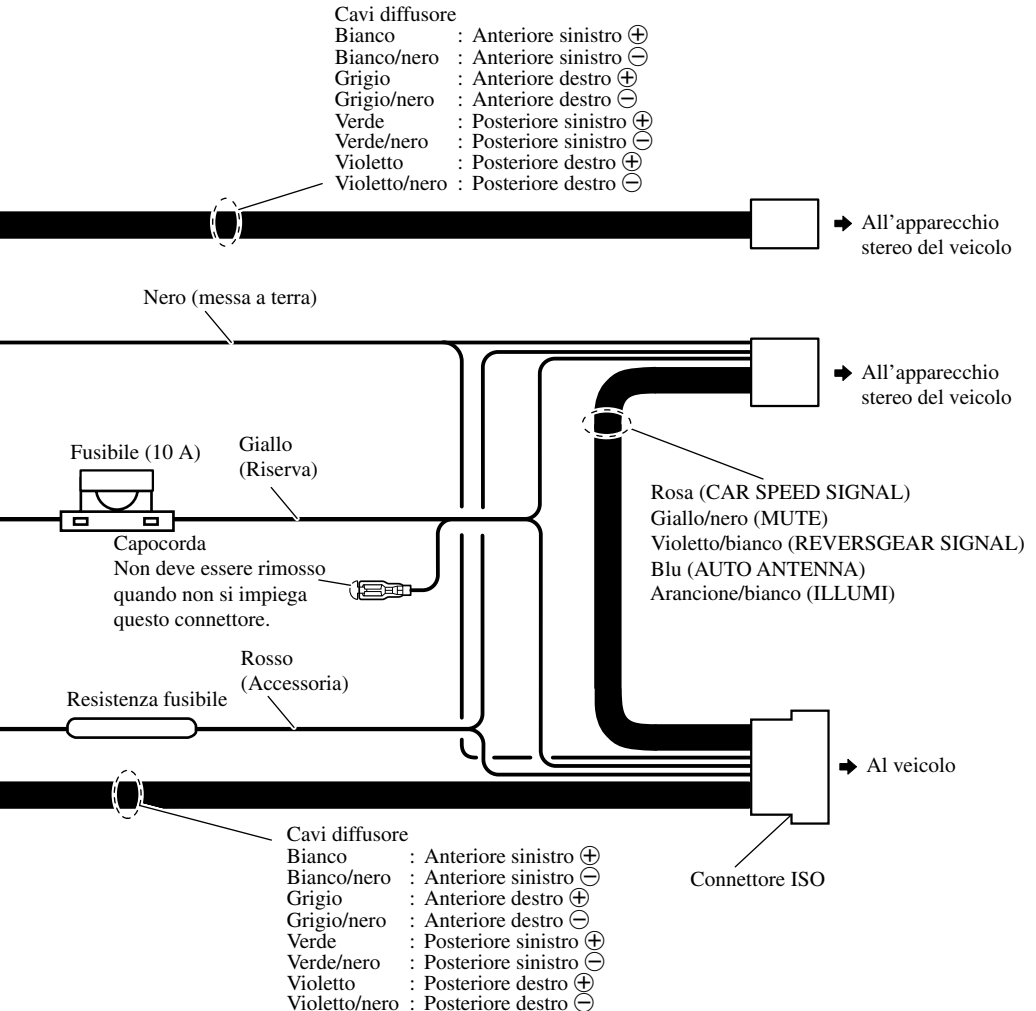 Cavi diffusore
Bianco : Anteriore sinistro ⊕
Bianco/nero : Anteriore sinistro ⊖
Grigio : Anteriore destro ⊕
Grigio/nero : Anteriore destro ⊖
Verde : Posteriore sinistro ⊕
Verde/nero : Posteriore sinistro ⊖
Violetto : Posteriore destro ⊕
Violetto/nero : Posteriore destro ⊖
All'apparecchio
stereo del veicolo
Nero (messa a terra)
All'apparecchio
stereo del veicolo
Fusibile (10 A)
Giallo
(Riserva)
Rosa (CAR SPEED SIGNAL)
Giallo/nero (MUTE)
Violetto/bianco (REVERSGEAR SIGNAL)
Blu (AUTO ANTENNA)
Arancione/bianco (ILLUMI)
Capocorda
Non deve essere rimosso
quando non si impiega
questo connettore.
Rosso
(Accessoria)
Resistenza fusibile
Al veicolo
Connettore ISO
Cavi diffusore
Bianco : Anteriore sinistro ⊕
Bianco/nero : Anteriore sinistro ⊖
Grigio : Anteriore destro ⊕
Grigio/nero : Anteriore destro ⊖
Verde : Posteriore sinistro ⊕
Verde/nero : Posteriore sinistro ⊖
Violetto : Posteriore destro ⊕
Violetto/nero : Posteriore destro ⊖